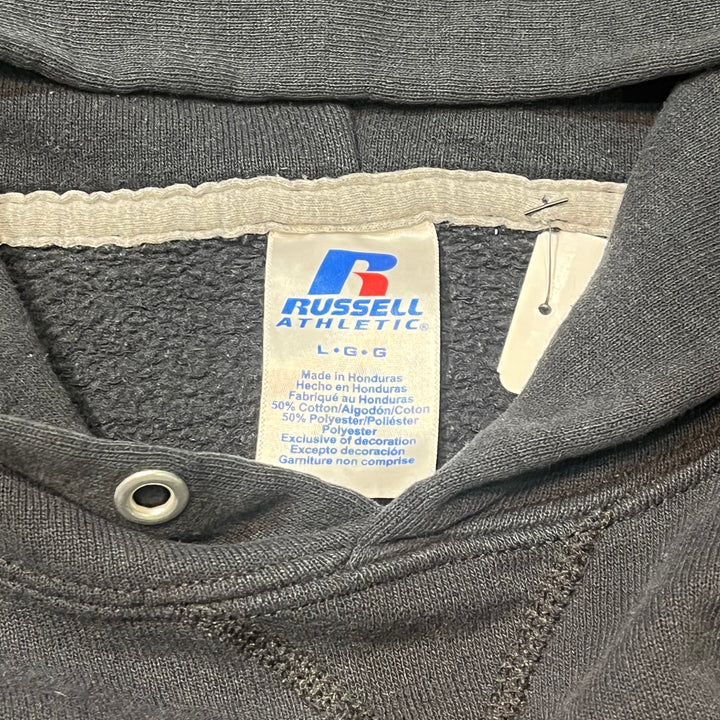 RUSSELL
ATHLETIC®
L•G•G
Made in Honduras
Hecho en Honduras
Fabriqué au Honduras
50% Cotton/Algodón/Coton
50% Polyester/Poliéster
Polyester
Exclusive of decoration
Excepto decoración
Garniture non comprise